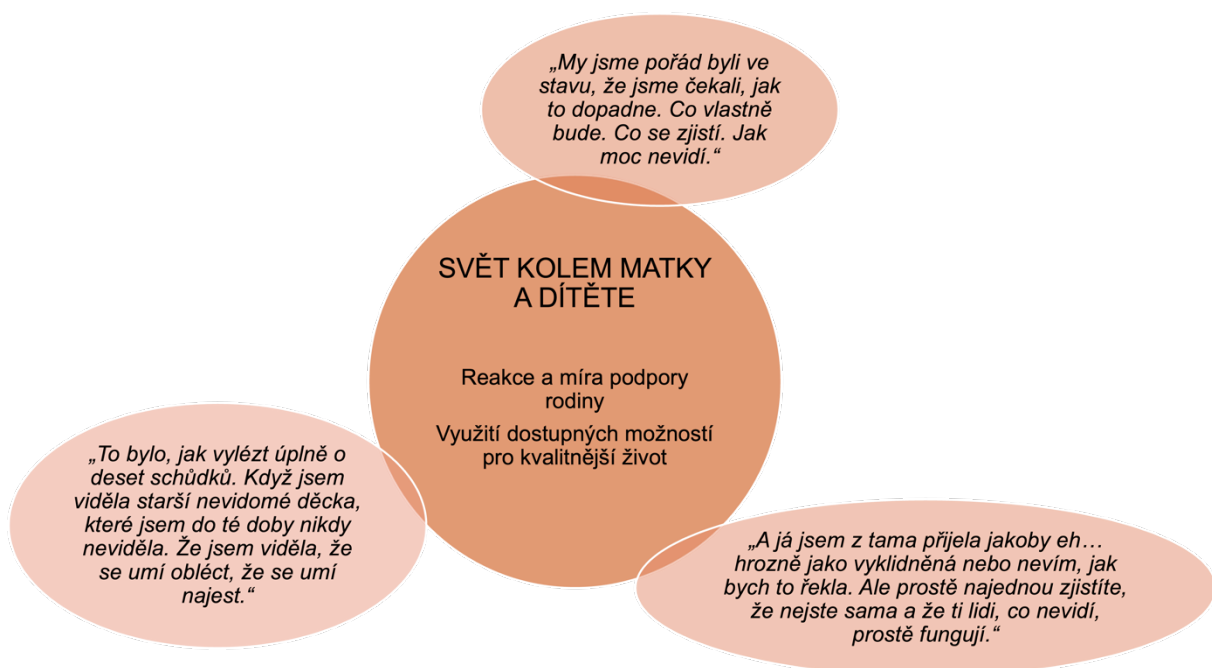 „My jsme pořád byli ve
stavu, že jsme čekali, jak
to dopadne. Co vlastně
bude. Co se zjistí. Jak
moc nevidí.“
SVĚT KOLEM MATKY
A DÍTĚTE
Reakce a míra podpory
rodiny
Využití dostupných možností
pro kvalitnější život
„To bylo, jak vylézt úplně o
deset schůdků. Když jsem
viděla starší nevidomé děcka,
které jsem do té doby nikdy
neviděla. Že jsem viděla, že
se umí obléct, že se umí
najest.“
„A já jsem z tama přijela jakoby eh…
hrozně jako vyklidněná nebo nevím, jak
bych to řekla. Ale prostě najednou zjistíte,
že nejste sama a že ti lidi, co nevidí,
prostě fungují.“